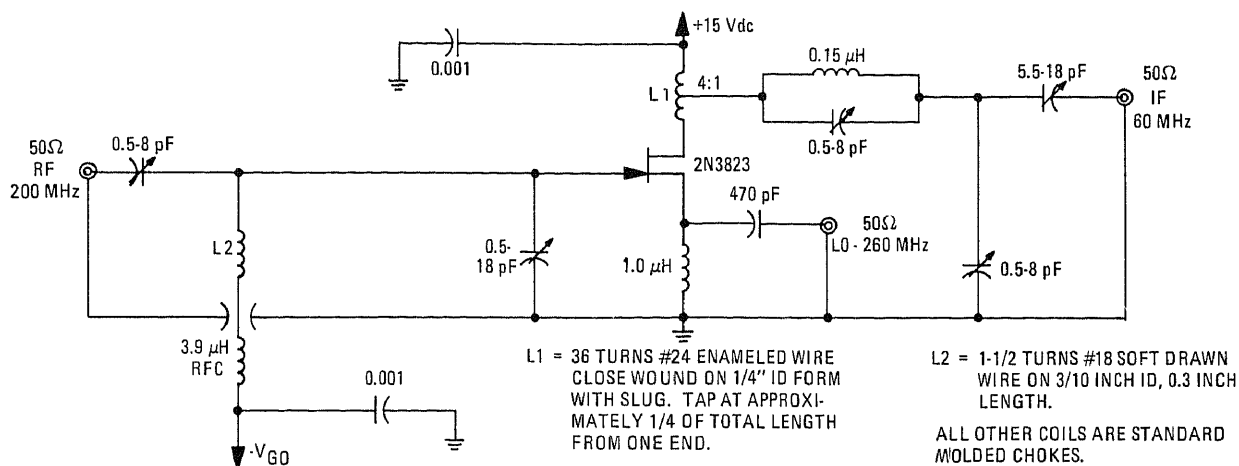 +15 Vdc
0.001
0.15 μH
5.5-18 pF
50Ω
IF
60 MHz
L1
4:1
0.5-8 pF
50Ω
RF
200 MHz
0.5-8 pF
2N3823
470 pF
50Ω
L0 - 260 MHz
L2
0.5-
18 pF
1.0 μH
0.5-8 pF
3.9 μH
RFC
0.001
-VGO
L1 = 36 TURNS #24 ENAMELED WIRE
CLOSE WOUND ON 1/4" ID FORM
WITH SLUG. TAP AT APPROXI-
MATELY 1/4 OF TOTAL LENGTH
FROM ONE END.
L2 = 1-1/2 TURNS #18 SOFT DRAWN
WIRE ON 3/10 INCH ID, 0.3 INCH
LENGTH.
ALL OTHER COILS ARE STANDARD
MOLDED CHOKES.